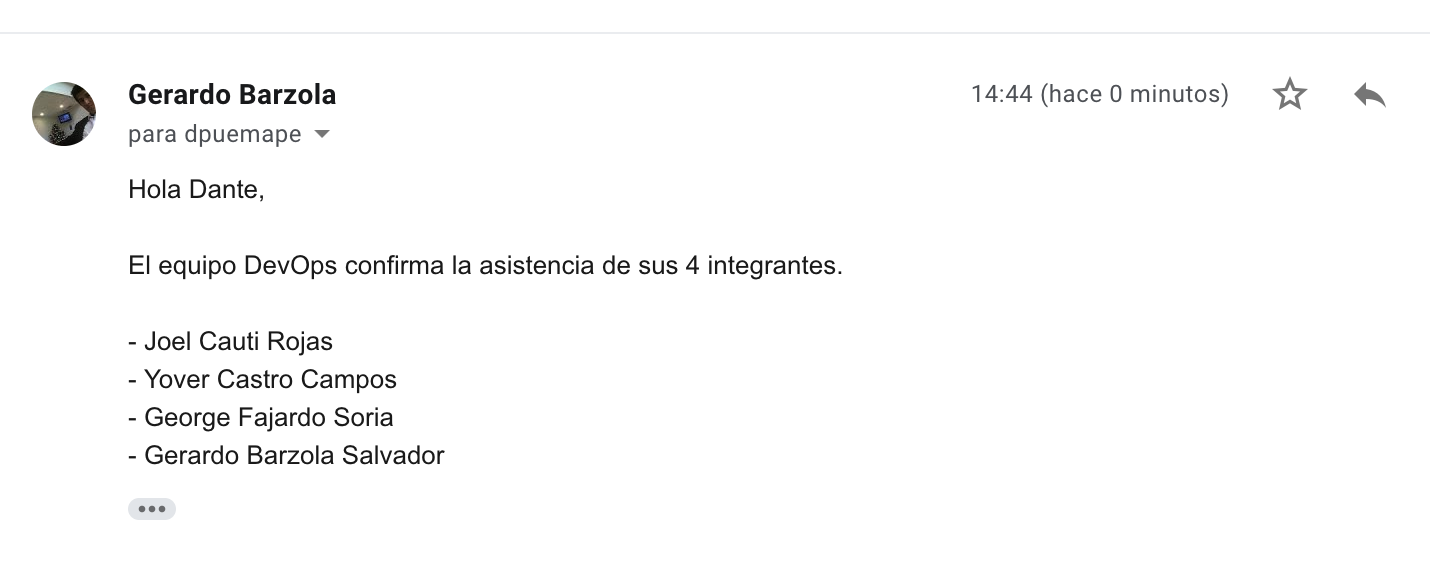 Gerardo Barzola
14:44 (hace 0 minutos)
para dpuemape
Hola Dante,
El equipo DevOps confirma la asistencia de sus 4 integrantes.
- Joel Cauti Rojas
- Yover Castro Campos
- George Fajardo Soria
- Gerardo Barzola Salvador